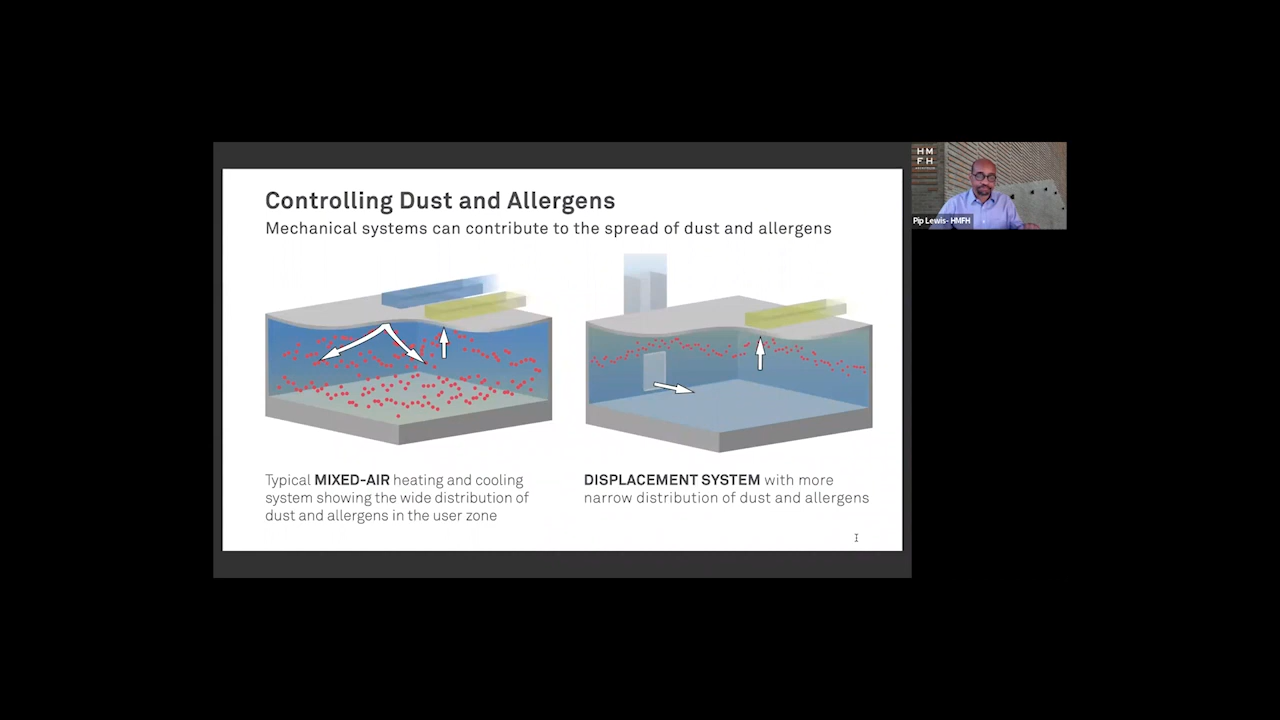 Controlling Dust and Allergens
Mechanical systems can contribute to the spread of dust and allergens
Typical MIXED-AIR heating and cooling
system showing the wide distribution of
dust and allergens in the user zone
DISPLACEMENT SYSTEM with more
narrow distribution of dust and allergens
HM
FH
Pip Lewis- HMFH